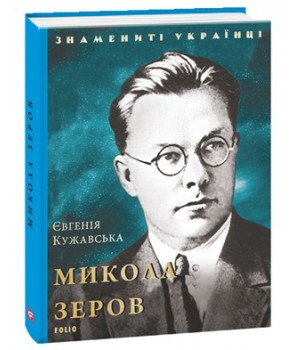 ЗНАМЕНИТІ УКРАЇНЦІ
МИКОЛА ЗЕРОВ
ЄВГЕНІЯ
КУЖАВСЬКА
МИКОЛА
ЗЕРОВ
FOLIO